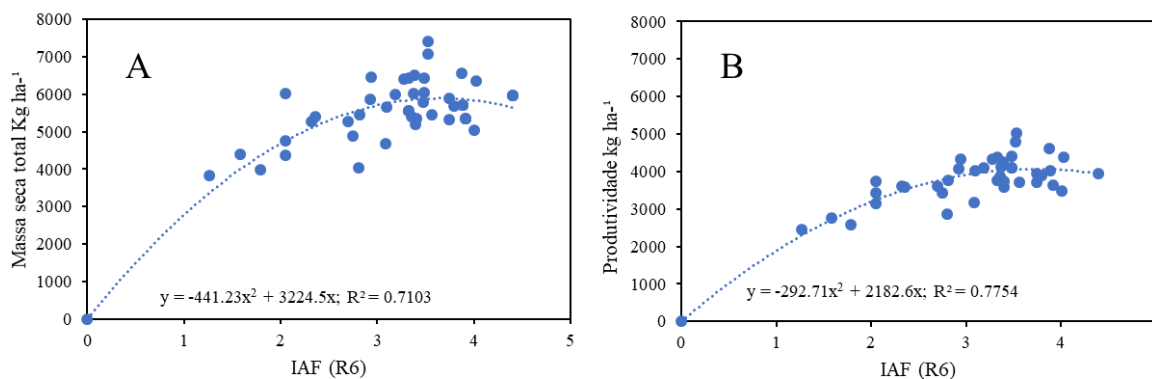 A
Massa seca total Kg ha-¹
8000
7000
6000
5000
4000
3000
2000
1000
0
y = -441.23x² + 3224.5x; R² = 0.7103
0 1 2 3 4 5
IAF (R6)
B
Produtividade kg ha-¹
8000
7000
6000
5000
4000
3000
2000
1000
0
y = -292.71x² + 2182.6x; R² = 0.7754
0 1 2 3 4
IAF (R6)